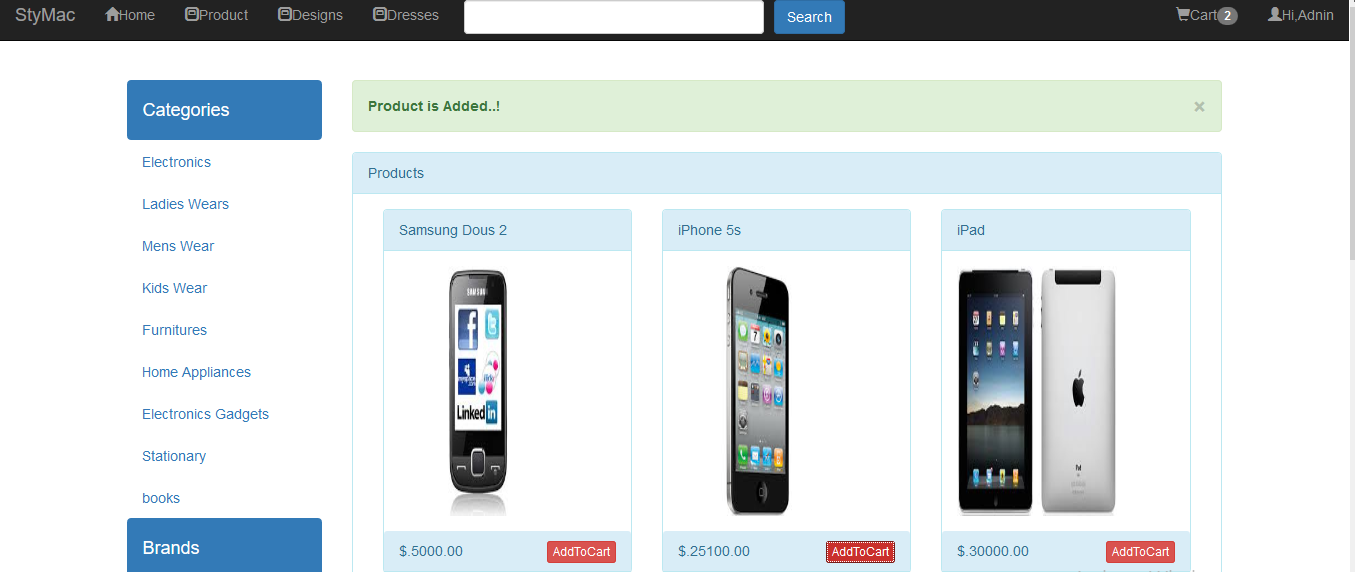 StyMac Home Product Designs Dresses Search Cart 2 Hi,Adnin
Categories
Electronics
Ladies Wears
Mens Wear
Kids Wear
Furnitures
Home Appliances
Electronics Gadgets
Stationary
books
Brands
Product is Added..! ×
Products
Samsung Dous 2
SAMSUNG
Linked in
$.5000.00 AddToCart
iPhone 5s
$.25100.00 AddToCart
iPad
$.30000.00 AddToCart